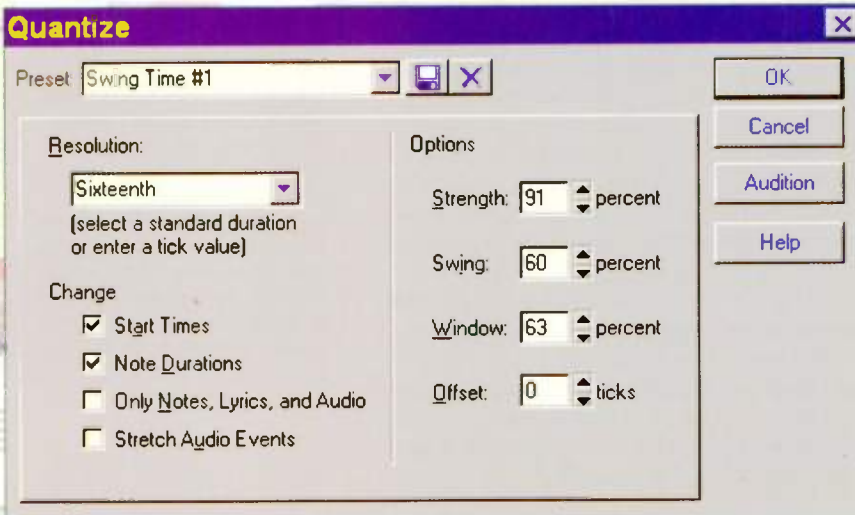 Quantize
Preset: Swing Time #1
OK
Cancel
Audition
Help
Resolution:
Sixteenth
(select a standard duration
or enter a tick value)
Change
Start Times
Note Durations
Only Notes, Lyrics, and Audio
Stretch Audio Events
Options
Strength: 91 percent
Swing: 60 percent
Window: 63 percent
Offset: 0 ticks